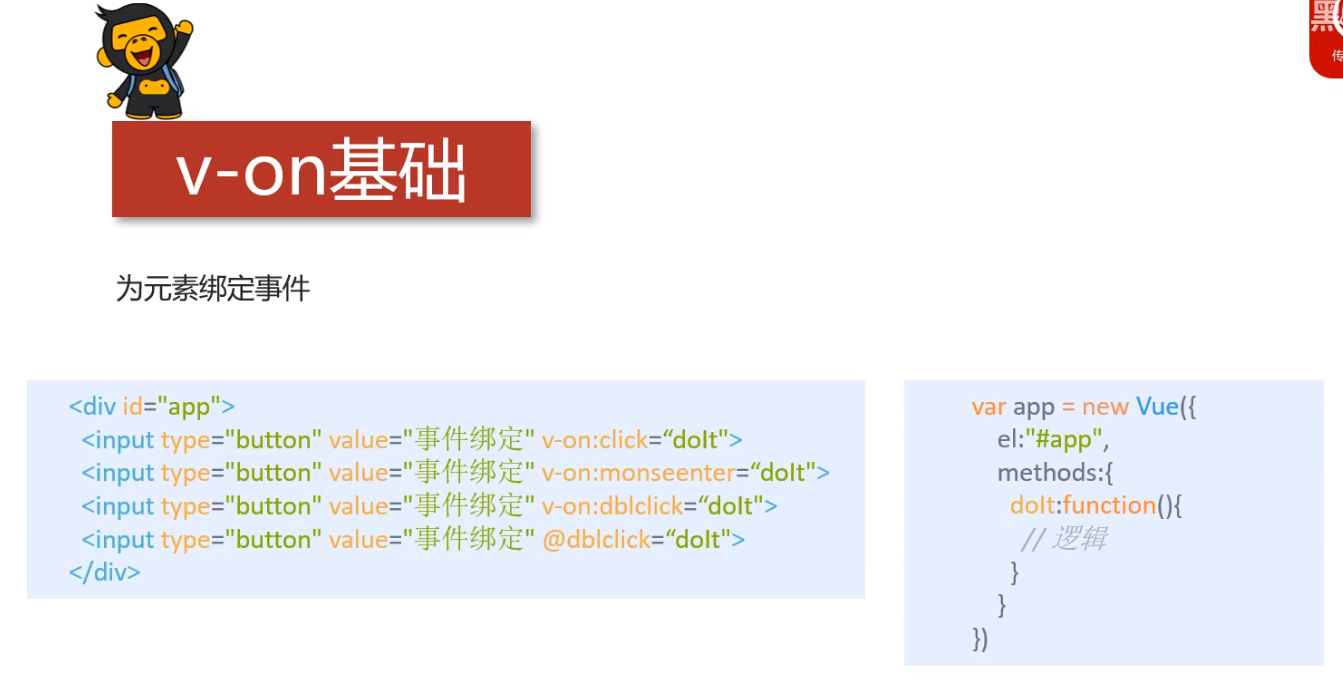 黑
传
v-on基础
为元素绑定事件
<div id="app">
<input type="button" value="事件绑定" v-on:click=“doIt">
<input type="button" value="事件绑定" v-on:monseenter=“doIt">
<input type="button" value="事件绑定" v-on:dblclick=“doIt">
<input type="button" value="事件绑定" @dblclick=“doIt">
</div>
var app = new Vue({
el:"#app",
methods:{
doIt:function(){
// 逻辑
}
}
})